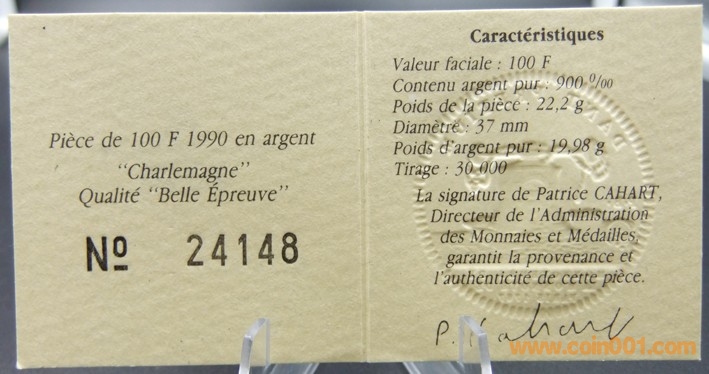 Pièce de 100 F 1990 en argent
“Charlemagne”
Qualité “Belle Épreuve”
Nº 24148
Caractéristiques
Valeur faciale : 100 F
Contenu argent pur : 900 ‰
Poids de la pièce : 22,2 g
Diamètre : 37 mm
Poids d'argent pur : 19,98 g
Tirage : 30 000
La signature de Patrice CAHART,
Directeur de l'Administration
des Monnaies et Médailles,
garantit la provenance et
l'authenticité de cette pièce.
P. Cahart
www.coin001.com